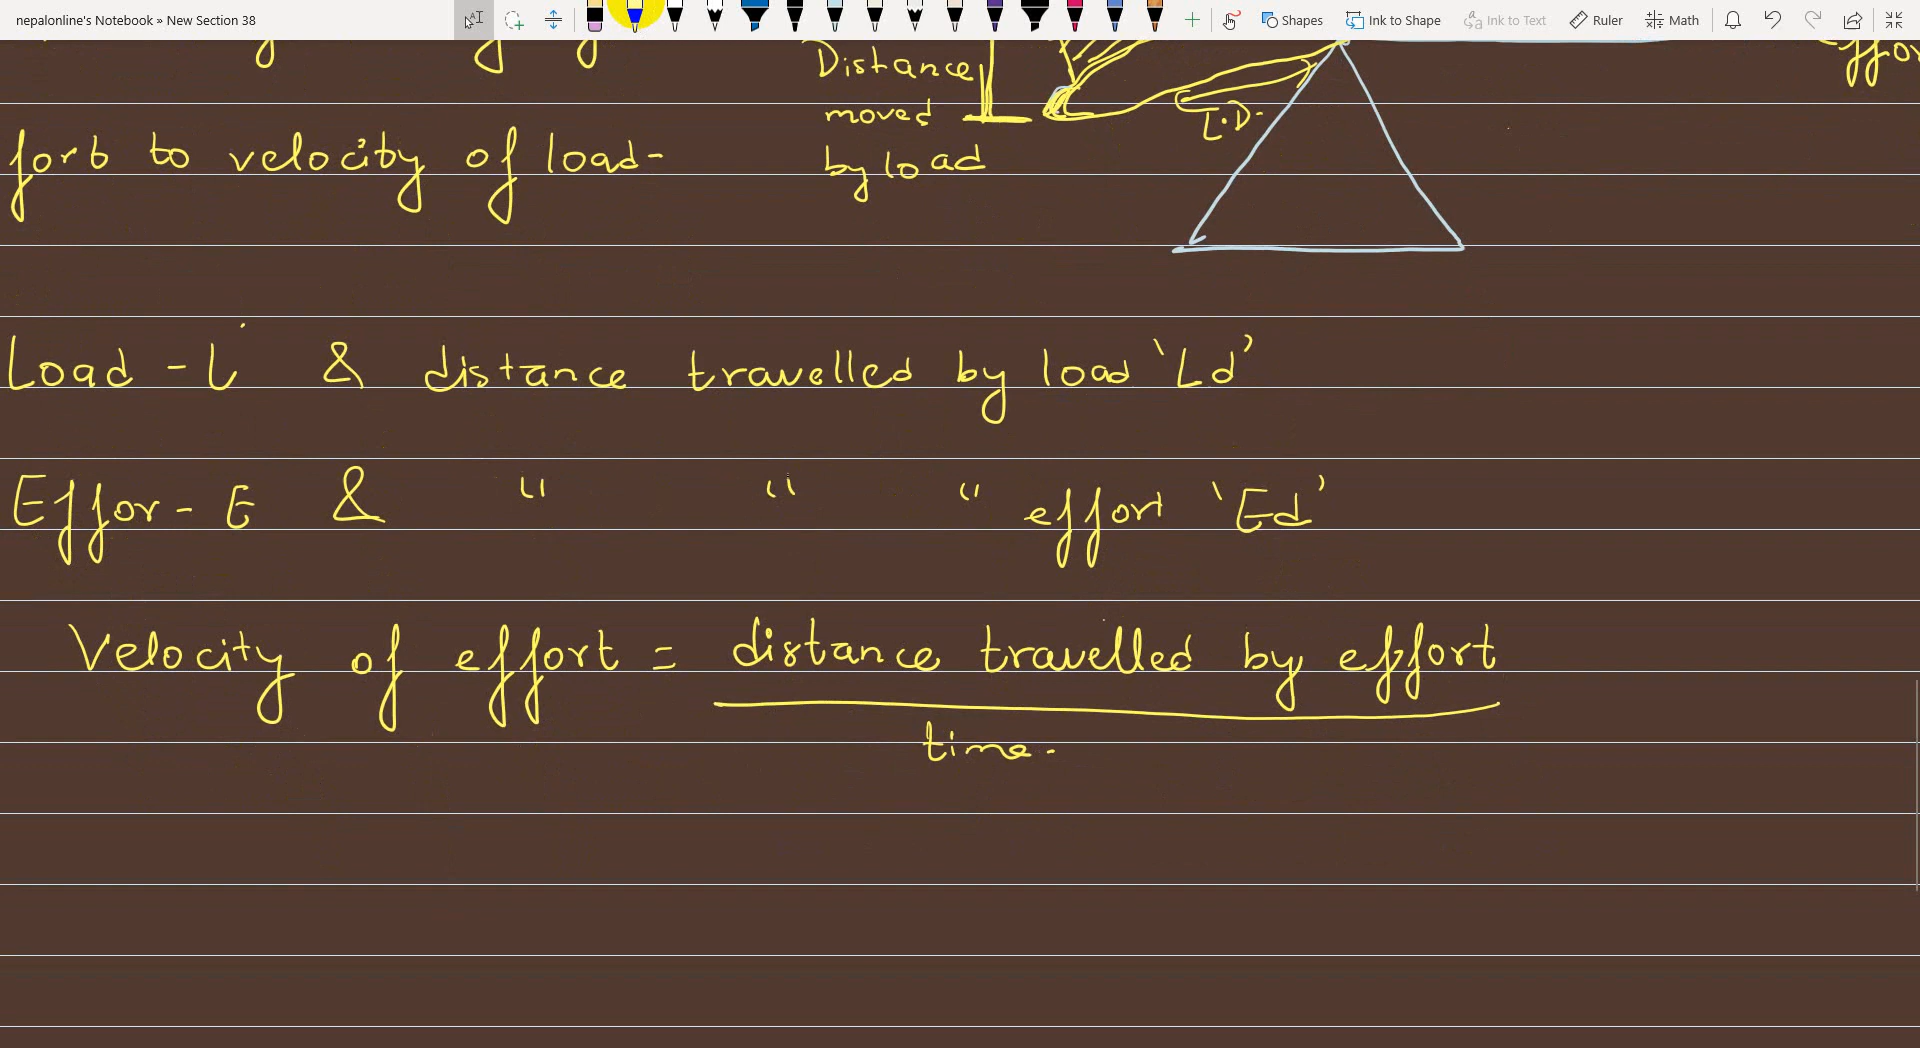 nepalonline's Notebook » New Section 38
Shapes
Ink to Shape
Ink to Text
Ruler
Math
Distance
moved
by load
L.D.
ffor
fort to velocity of load-
Load - L & distance travelled by load 'Ld'
Effor - E & " " " effort 'Ed'
Velocity of effort = distance travelled by effort
time.